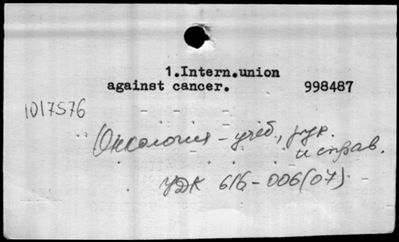 1.Intern.union
against cancer. 998487
1017576
Онкология - учеб., рук.
и справ.
УДК 616-006(07).